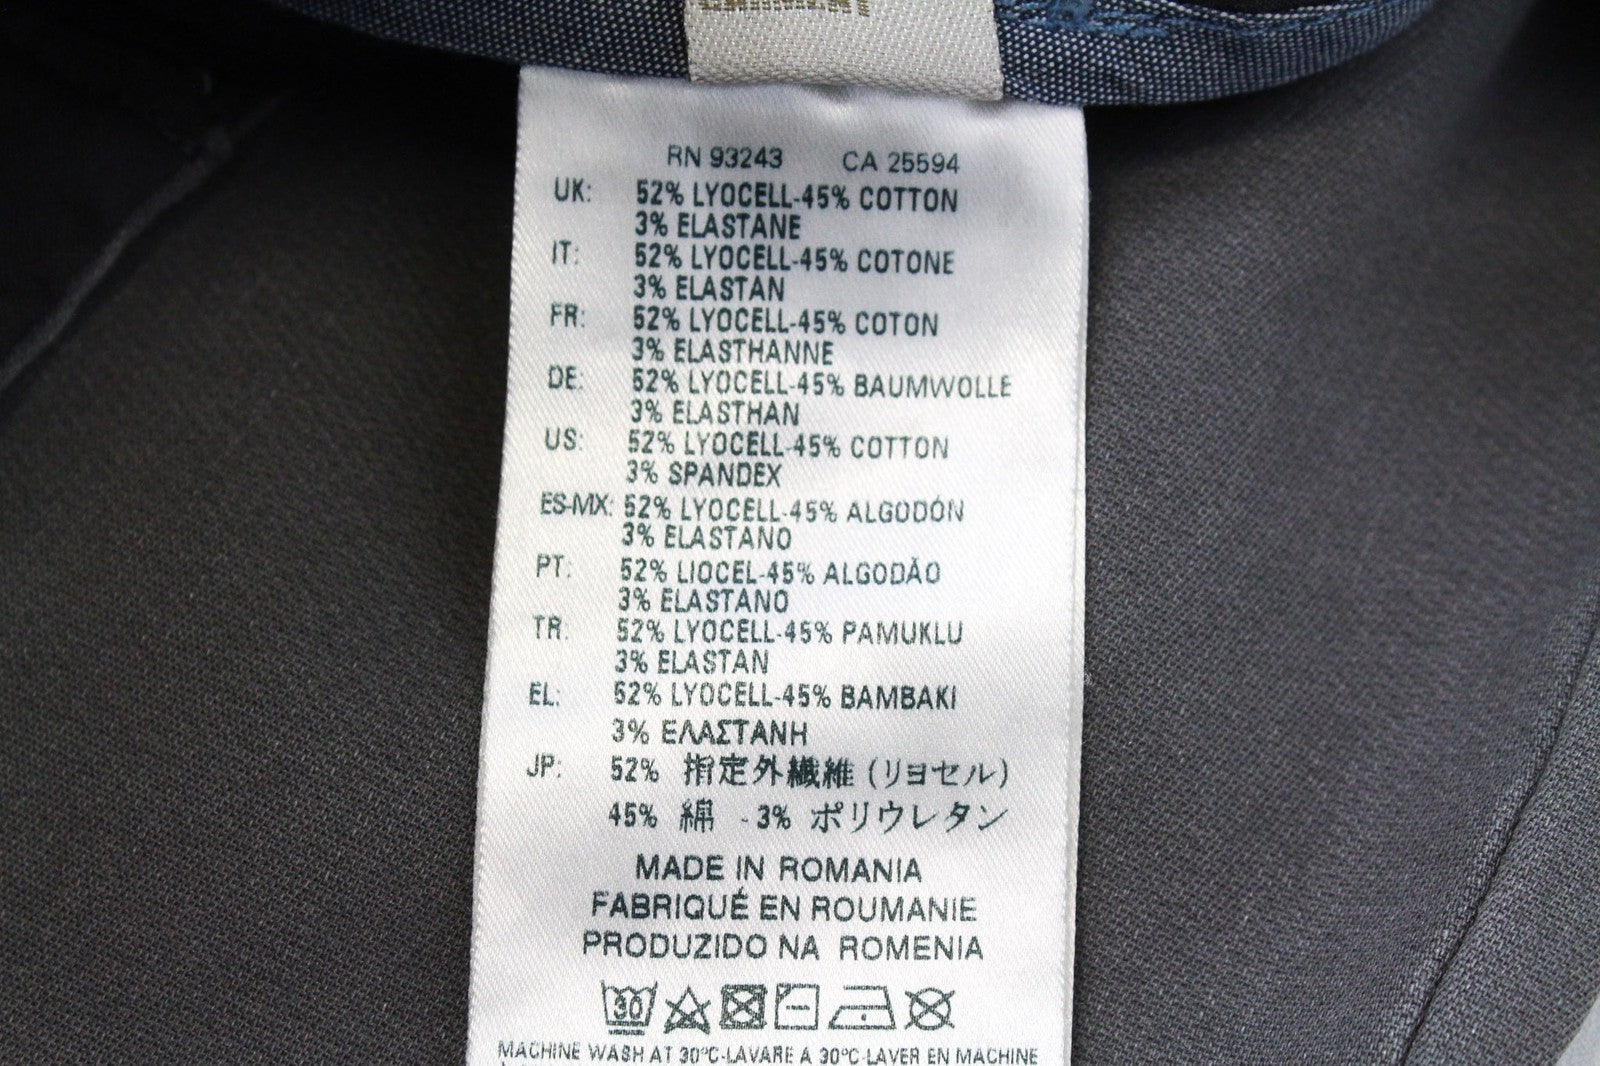 RN 93243 CA 25594
UK: 52% LYOCELL-45% COTTON
3% ELASTANE
IT: 52% LYOCELL-45% COTONE
3% ELASTAN
FR: 52% LYOCELL-45% COTON
3% ELASTHANNE
DE: 52% LYOCELL-45% BAUMWOLLE
3% ELASTHAN
US: 52% LYOCELL-45% COTTON
3% SPANDEX
ES-MX: 52% LYOCELL-45% ALGODÓN
3% ELASTANO
PT: 52% LIOCEL-45% ALGODÃO
3% ELASTANO
TR: 52% LYOCELL-45% PAMUKLU
3% ELASTAN
EL: 52% LYOCELL-45% BAMBAKI
3% ΕΛΑΣΤΑΝΗ
JP: 52% 指定外繊維 (リヨセル)
45% 綿 - 3% ポリウレタン
MADE IN ROMANIA
FABRIQUÉ EN ROUMANIE
PRODUZIDO NA ROMENIA
30
MACHINE WASH AT 30°C-LAVARE A 30°C-LAVER EN MACHINE